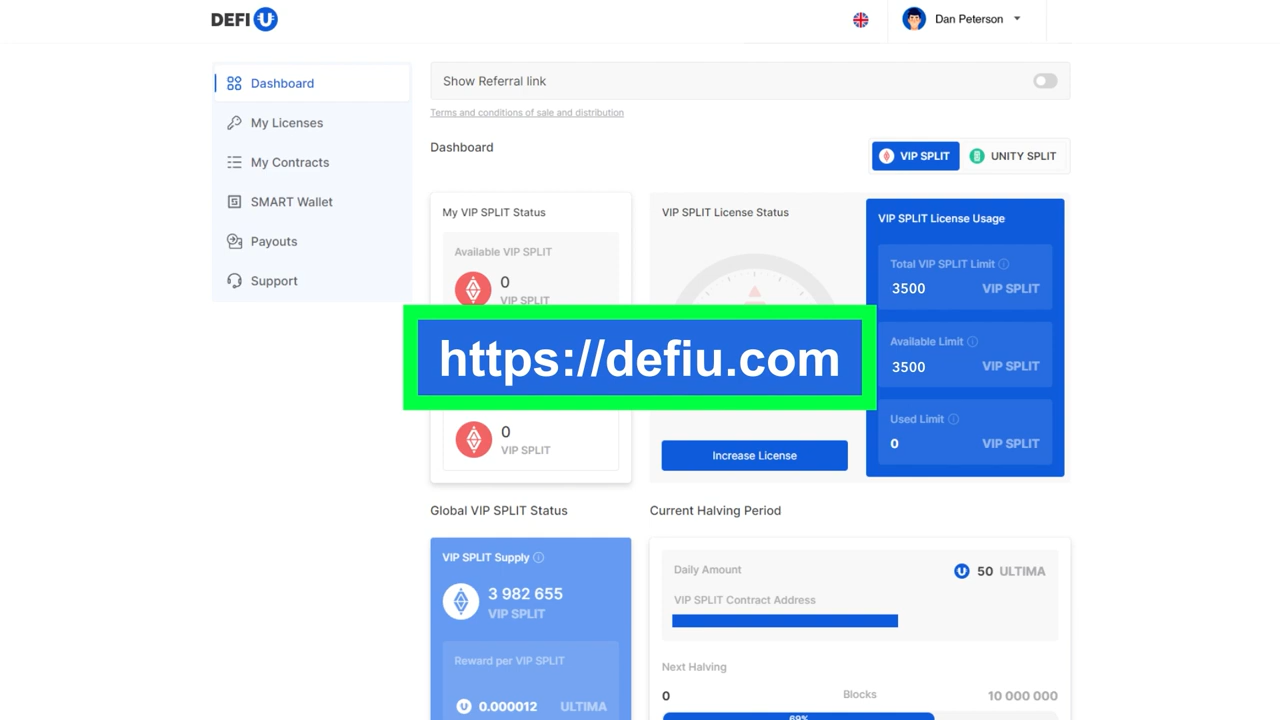 DEFI U
Dan Peterson
Dashboard
My Licenses
My Contracts
SMART Wallet
Payouts
Support
Show Referral link
Terms and conditions of sale and distribution
Dashboard
VIP SPLIT
UNITY SPLIT
My VIP SPLIT Status
Available VIP SPLIT
0
VIP SPLIT
0
VIP SPLIT
VIP SPLIT License Status
Increase License
VIP SPLIT License Usage
Total VIP SPLIT Limit
3500 VIP SPLIT
Available Limit
3500 VIP SPLIT
Used Limit
0 VIP SPLIT
https://defiu.com
Global VIP SPLIT Status
VIP SPLIT Supply
3 982 655
VIP SPLIT
Reward per VIP SPLIT
0.000012 ULTIMA
Current Halving Period
Daily Amount
50 ULTIMA
VIP SPLIT Contract Address
Next Halving
0 Blocks 10 000 000
69%